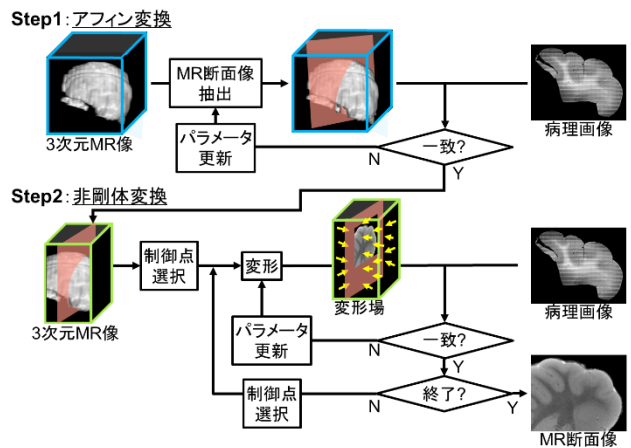 Step1：アフィン変換
MR断面像
抽出
3次元MR像
パラメータ
更新
N
一致?
Y
病理画像
Step2：非剛体変換
3次元MR像
制御点
選択
変形
変形場
パラメータ
更新
N
一致?
Y
病理画像
制御点
選択
N
終了?
Y
MR断面像